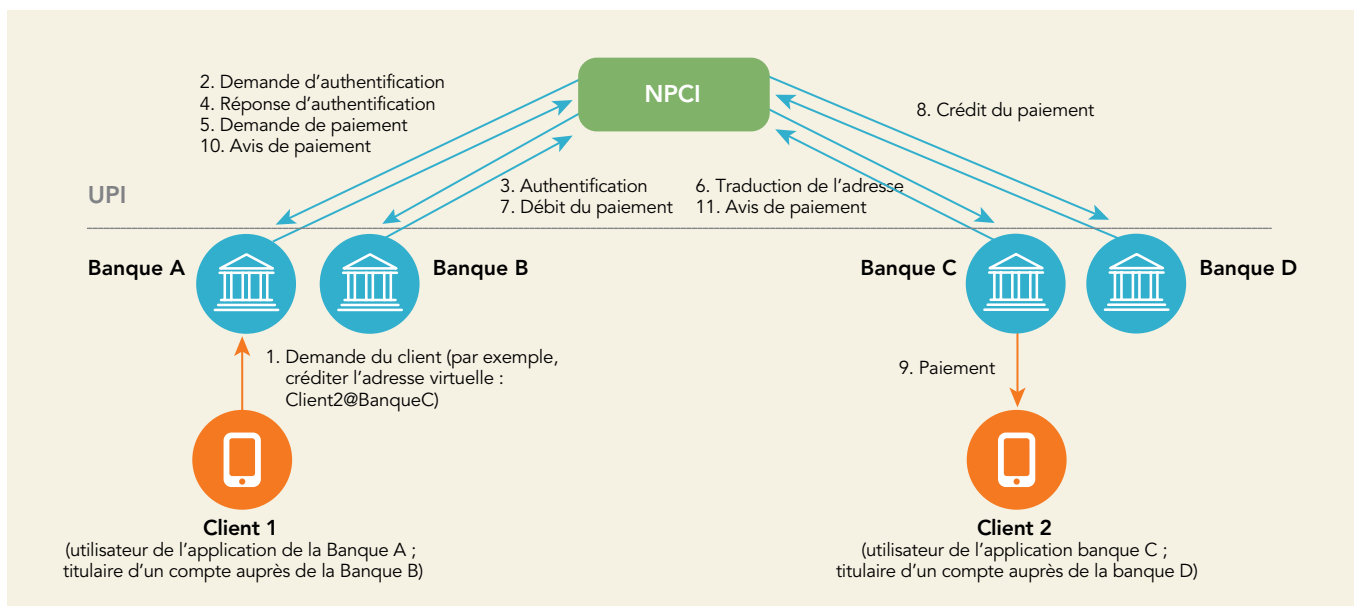 2. Demande d'authentification
4. Réponse d'authentification
5. Demande de paiement
10. Avis de paiement
NPCI
8. Crédit du paiement
UPI
3. Authentification
7. Débit du paiement
6. Traduction de l'adresse
11. Avis de paiement
Banque A
Banque B
Banque C
Banque D
1. Demande du client (par exemple,
créditer l'adresse virtuelle :
Client2@BanqueC)
9. Paiement
Client 1
(utilisateur de l'application de la Banque A ;
titulaire d'un compte auprès de la Banque B)
Client 2
(utilisateur de l'application banque C ;
titulaire d'un compte auprès de la banque D)